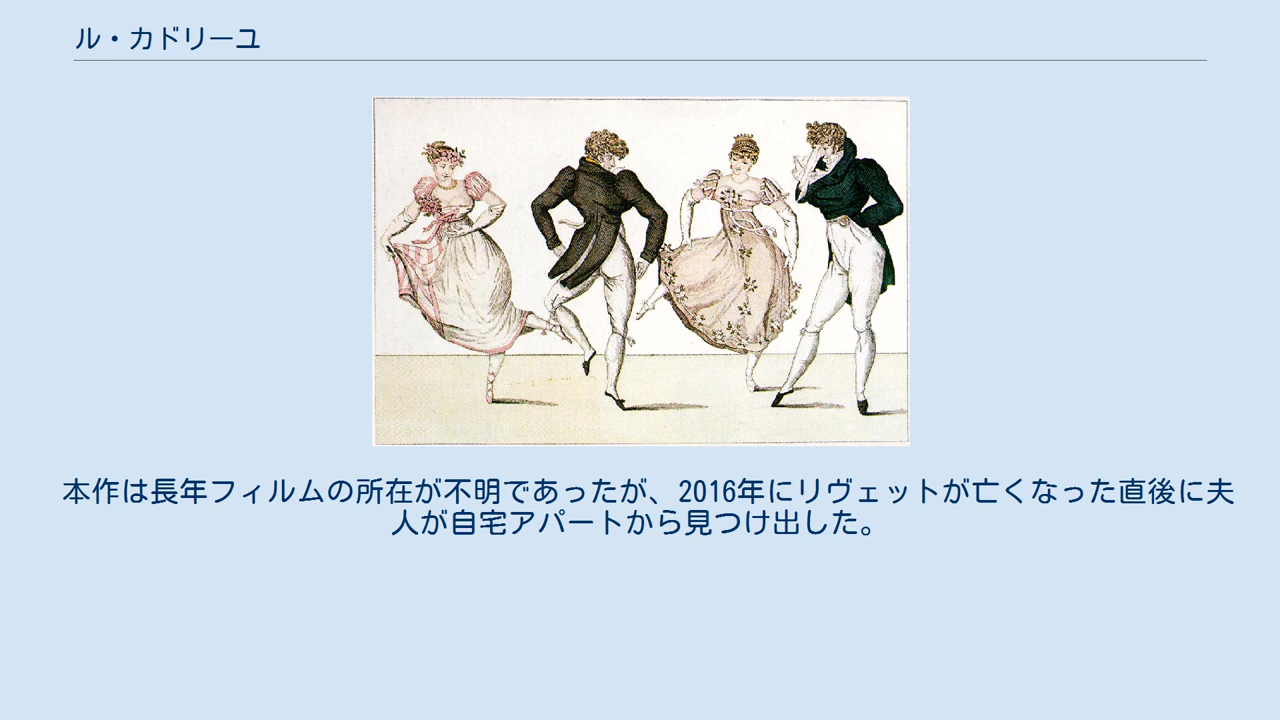 ル・カドリーユ
本作は長年フィルムの所在が不明であったが、2016年にリヴェットが亡くなった直後に夫
人が自宅アパートから見つけ出した。